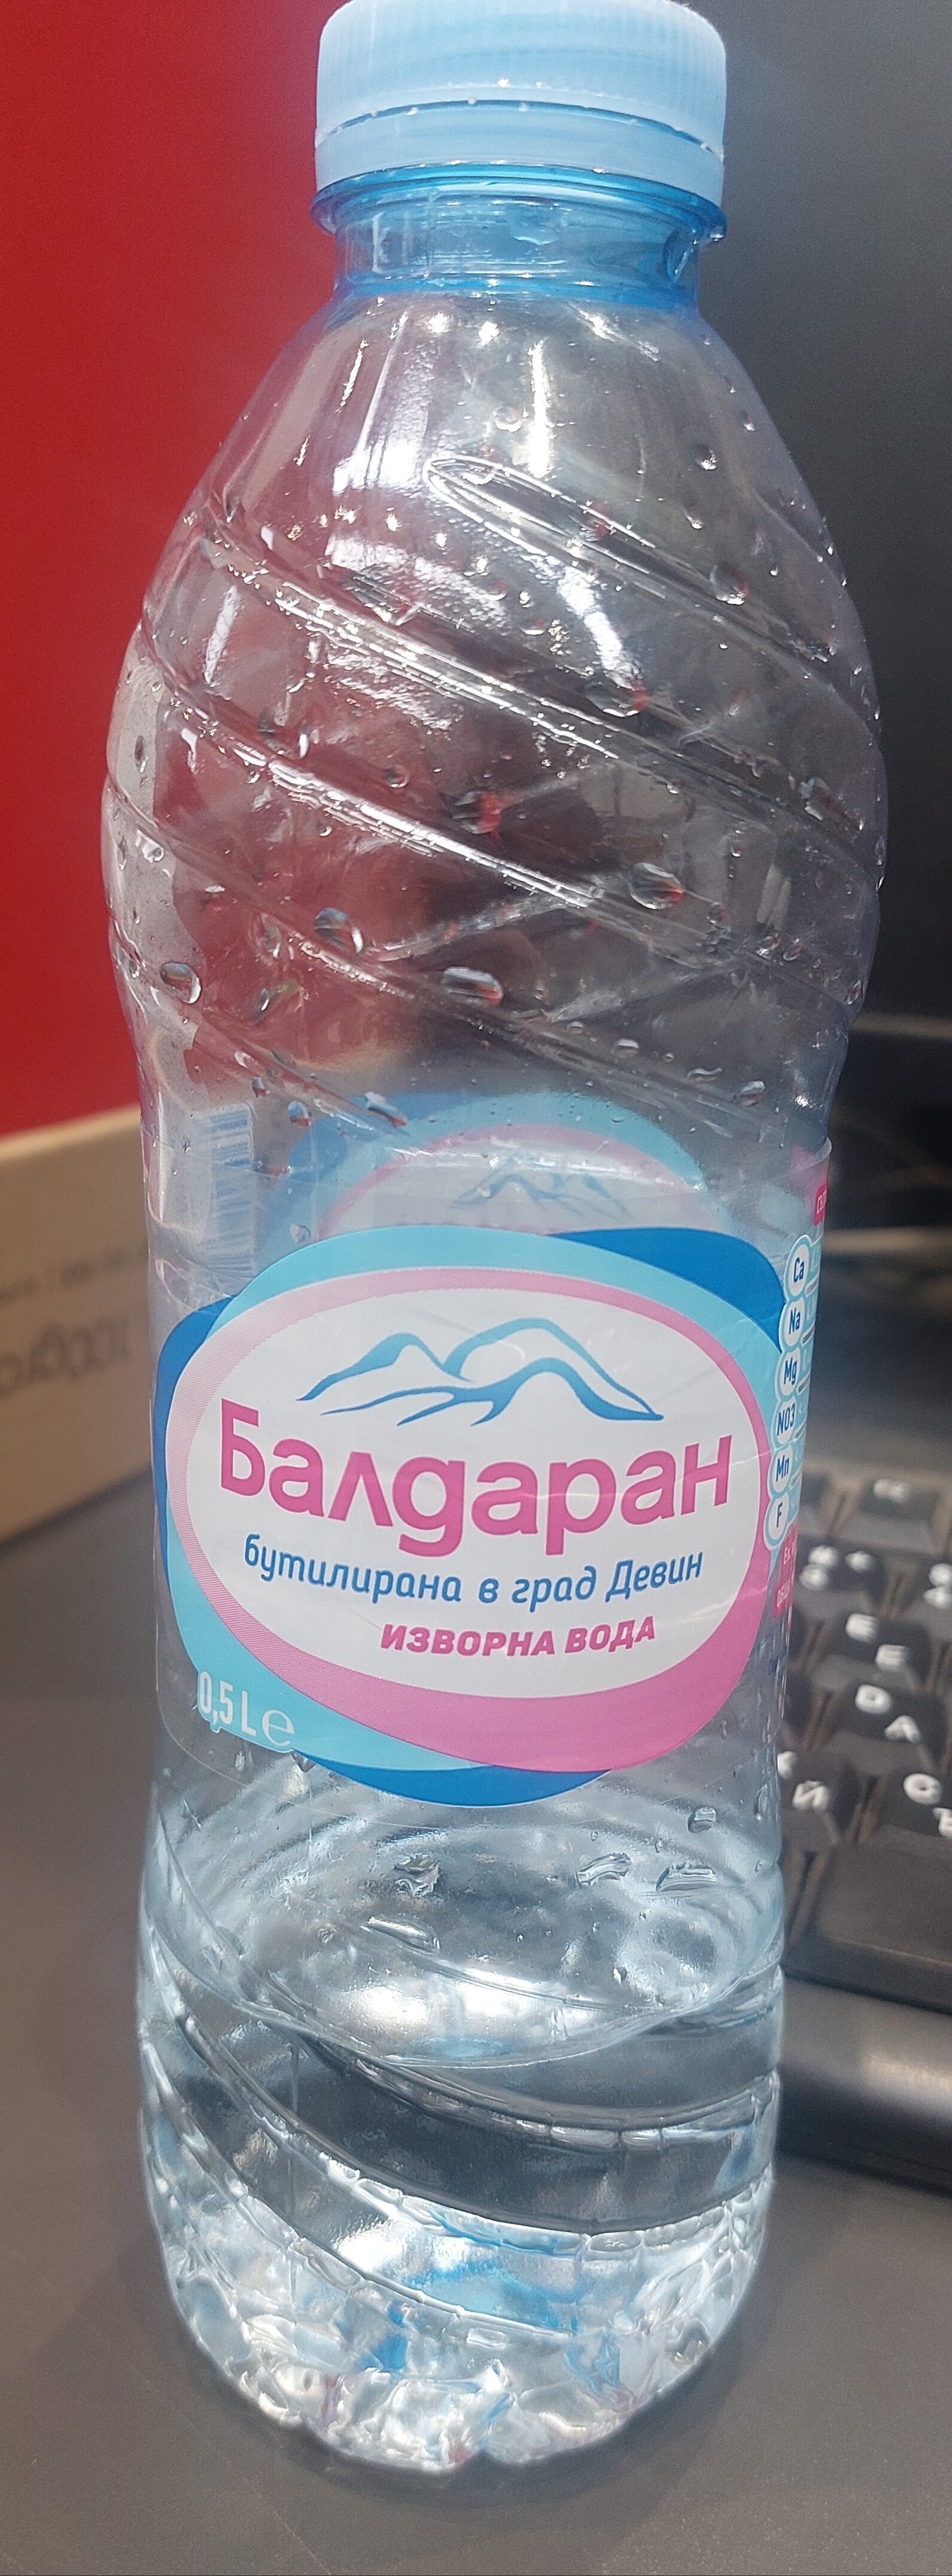 Балдаран
бутилирана в град Девин
ИЗВОРНА ВОДА
0,5 L e
Ca
Na
Mg
NO3
Mn
F
E
E
D
А
Й
C
Ъ